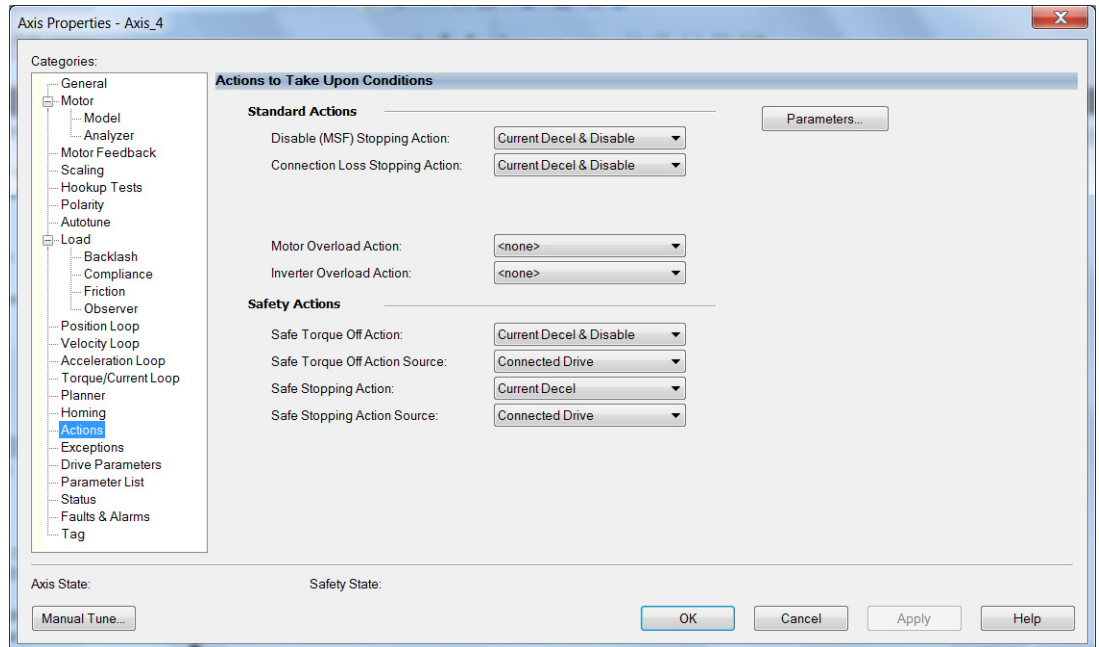 Axis Properties - Axis_4
Categories:
General
Motor
Model
Analyzer
Motor Feedback
Scaling
Hookup Tests
Polarity
Autotune
Load
Backlash
Compliance
Friction
Observer
Position Loop
Velocity Loop
Acceleration Loop
Torque/Current Loop
Planner
Homing
Actions
Exceptions
Drive Parameters
Parameter List
Status
Faults & Alarms
Tag
Actions to Take Upon Conditions
Standard Actions
Parameters...
Disable (MSF) Stopping Action: Current Decel & Disable
Connection Loss Stopping Action: Current Decel & Disable
Motor Overload Action: <none>
Inverter Overload Action: <none>
Safety Actions
Safe Torque Off Action: Current Decel & Disable
Safe Torque Off Action Source: Connected Drive
Safe Stopping Action: Current Decel
Safe Stopping Action Source: Connected Drive
Axis State: Safety State:
Manual Tune... OK Cancel Apply Help